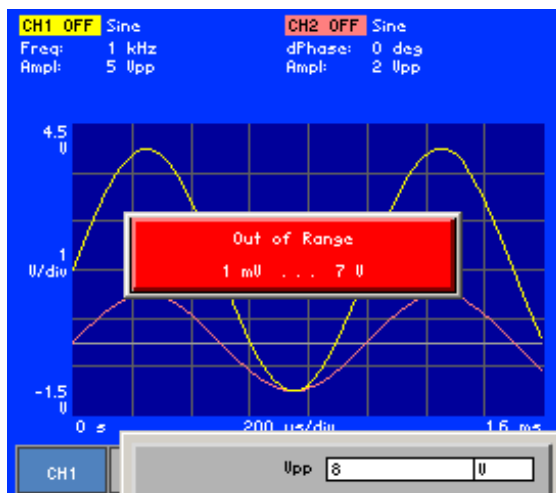 CH1 OFF Sine
Freq: 1 kHz
Ampl: 5 Vpp
CH2 OFF Sine
dPhase: 0 deg
Ampl: 2 Vpp
4.5
V
1
V/div
Out of Range
1 mV ... 7 V
-1.5
V
0 s
200 us/div
1.6 ms
CH1
Vpp 8 V